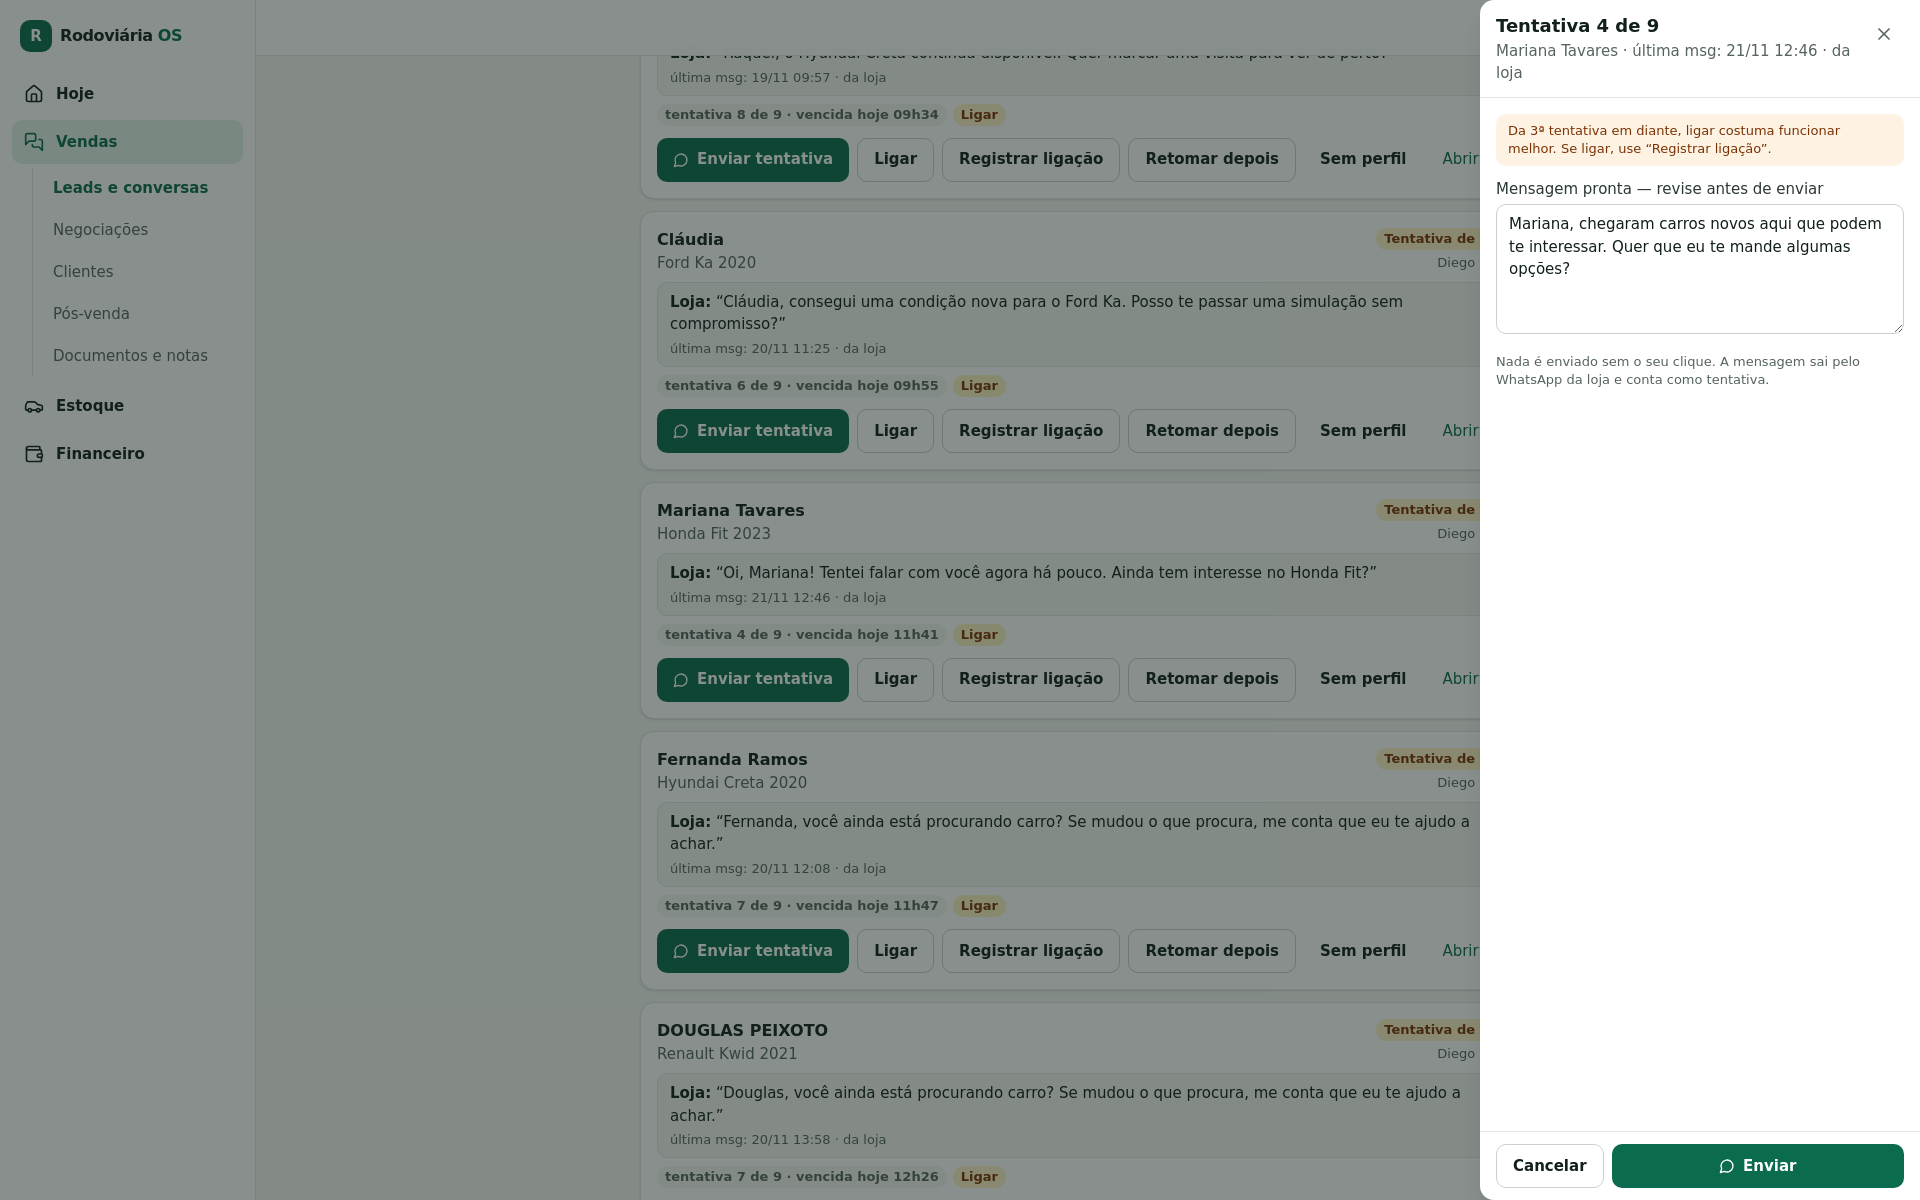 R Rodoviária OS
Hoje
Vendas
Leads e conversas
Negociações
Clientes
Pós-venda
Documentos e notas
Estoque
Financeiro
última msg: 19/11 09:57 · da loja
tentativa 8 de 9 · vencida hoje 09h34 Ligar
Enviar tentativa Ligar Registrar ligação Retomar depois Sem perfil Abrir
Cláudia Tentativa de
Ford Ka 2020 Diego
Loja: “Cláudia, consegui uma condição nova para o Ford Ka. Posso te passar uma simulação sem
compromisso?”
última msg: 20/11 11:25 · da loja
tentativa 6 de 9 · vencida hoje 09h55 Ligar
Enviar tentativa Ligar Registrar ligação Retomar depois Sem perfil Abrir
Mariana Tavares Tentativa de
Honda Fit 2023 Diego
Loja: “Oi, Mariana! Tentei falar com você agora há pouco. Ainda tem interesse no Honda Fit?”
última msg: 21/11 12:46 · da loja
tentativa 4 de 9 · vencida hoje 11h41 Ligar
Enviar tentativa Ligar Registrar ligação Retomar depois Sem perfil Abrir
Fernanda Ramos Tentativa de
Hyundai Creta 2020 Diego
Loja: “Fernanda, você ainda está procurando carro? Se mudou o que procura, me conta que eu te ajudo a
achar.”
última msg: 20/11 12:08 · da loja
tentativa 7 de 9 · vencida hoje 11h47 Ligar
Enviar tentativa Ligar Registrar ligação Retomar depois Sem perfil Abrir
DOUGLAS PEIXOTO Tentativa de
Renault Kwid 2021 Diego
Loja: “Douglas, você ainda está procurando carro? Se mudou o que procura, me conta que eu te ajudo a
achar.”
última msg: 20/11 13:58 · da loja
tentativa 7 de 9 · vencida hoje 12h26 Ligar
Tentativa 4 de 9
Mariana Tavares · última msg: 21/11 12:46 · da
loja
Da 3ª tentativa em diante, ligar costuma funcionar
melhor. Se ligar, use “Registrar ligação”.
Mensagem pronta — revise antes de enviar
Mariana, chegaram carros novos aqui que podem
te interessar. Quer que eu te mande algumas
opções?
Nada é enviado sem o seu clique. A mensagem sai pelo
WhatsApp da loja e conta como tentativa.
Cancelar Enviar